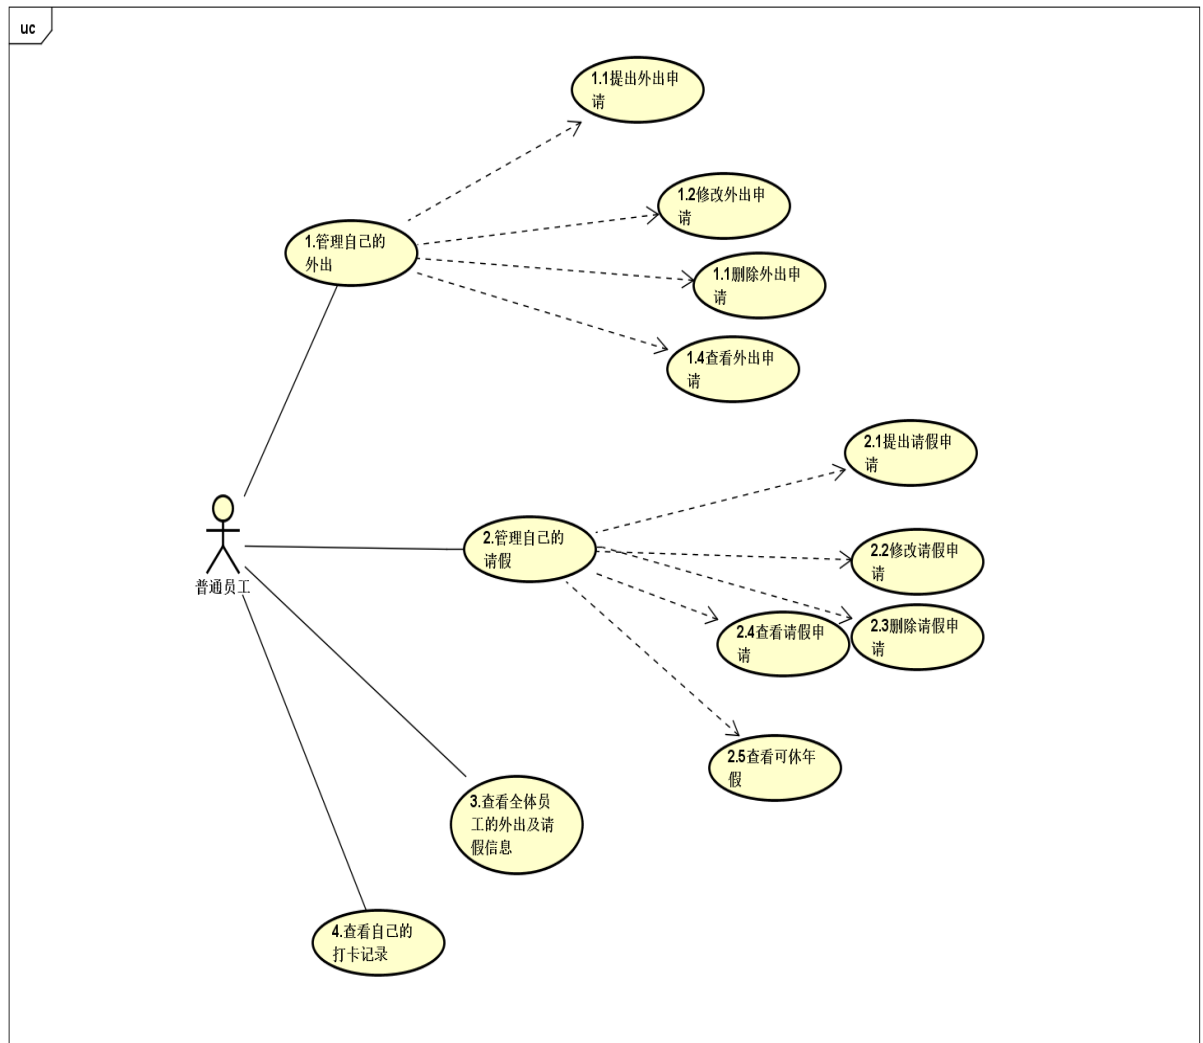 uc
1.1提出外出申
请
1.2修改外出申
请
1.管理自己的
外出
1.1删除外出申
请
1.4查看外出申
请
2.1提出请假申
请
普通员工
2.管理自己的
请假
2.2修改请假申
请
2.3删除请假申
请
2.4查看请假申
请
2.5查看可休年
假
3.查看全体员
工的外出及请
假信息
4.查看自己的
打卡记录